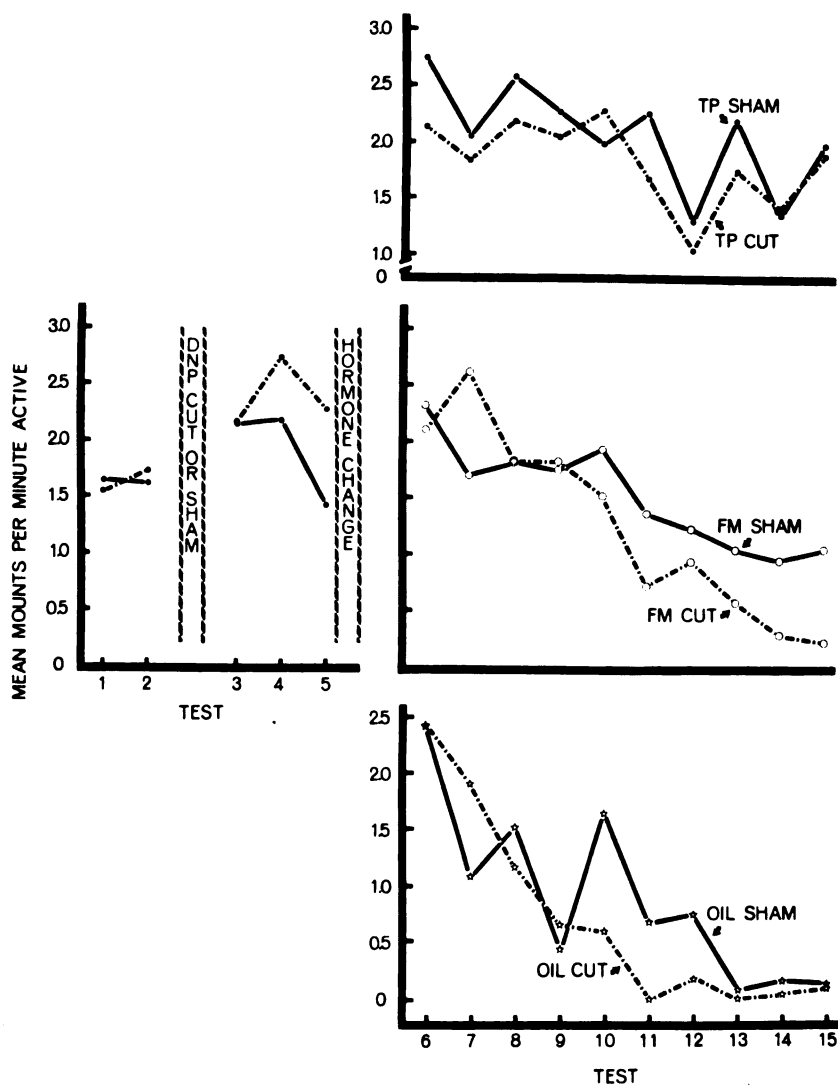 3.0
2.5
2.0
1.5
1.0
0
TP SHAM
TP CUT
MEAN MOUNTS PER MINUTE ACTIVE
3.0
2.5
2.0
1.5
1.0
0.5
0
DNP CUT OR SHAM
HORMONE CHANGE
1 2 3 4 5
TEST
FM SHAM
FM CUT
2.5
2.0
1.5
1.0
0.5
0
OIL SHAM
OIL CUT
6 7 8 9 10 11 12 13 14 15
TEST